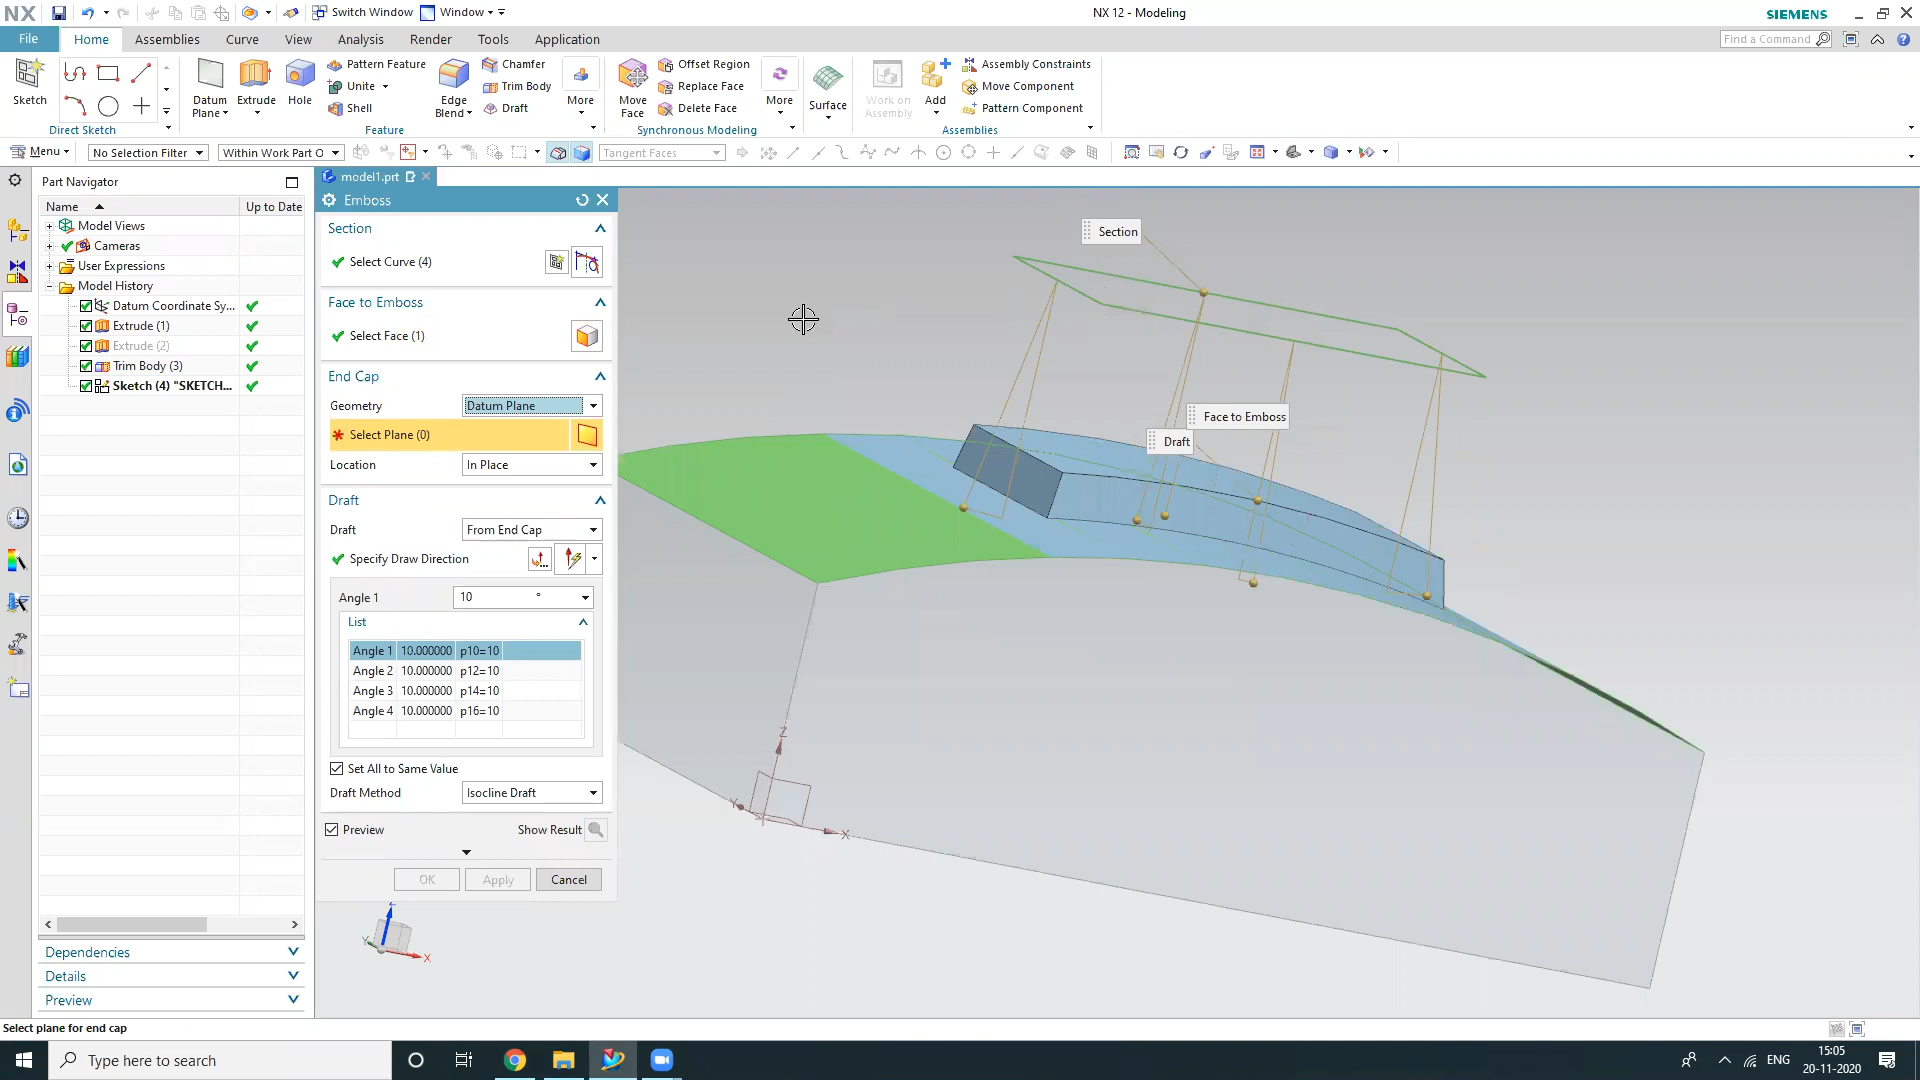 NX
Switch Window
Window
NX 12 - Modeling
SIEMENS
File
Home
Assemblies
Curve
View
Analysis
Render
Tools
Application
Find a Command
Sketch
Direct Sketch
Datum Plane
Extrude
Hole
Pattern Feature
Unite
Shell
Edge Blend
Chamfer
Trim Body
Draft
More
Feature
Move Face
Offset Region
Replace Face
Delete Face
More
Synchronous Modeling
Surface
Work on Assembly
Add
Assembly Constraints
Move Component
Pattern Component
Assemblies
Menu
No Selection Filter
Within Work Part O
Tangent Faces
Part Navigator
Name
Up to Date
Model Views
Cameras
User Expressions
Model History
Datum Coordinate Sy...
Extrude (1)
Extrude (2)
Trim Body (3)
Sketch (4) "SKETCH...
Dependencies
Details
Preview
model1.prt
Emboss
Section
Select Curve (4)
Face to Emboss
Select Face (1)
End Cap
Geometry
Datum Plane
Select Plane (0)
Location
In Place
Draft
Draft
From End Cap
Specify Draw Direction
Angle 1
10
°
List
Angle 1 10.000000 p10=10
Angle 2 10.000000 p12=10
Angle 3 10.000000 p14=10
Angle 4 10.000000 p16=10
Set All to Same Value
Draft Method
Isocline Draft
Preview
Show Result
OK
Apply
Cancel
Section
Face to Emboss
Draft
Z
Y
X
Z
Y
X
Select plane for end cap
Type here to search
ENG
15:05
20-11-2020